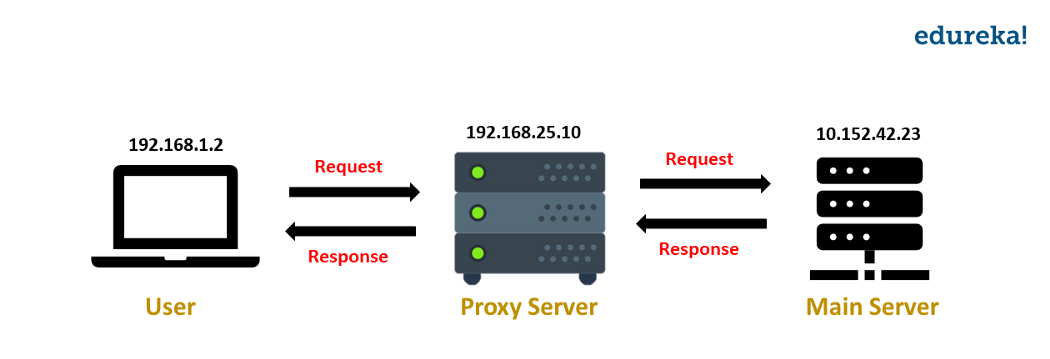 edureka!
192.168.1.2
192.168.25.10
10.152.42.23
Request
Request
Response
Response
User
Proxy Server
Main Server